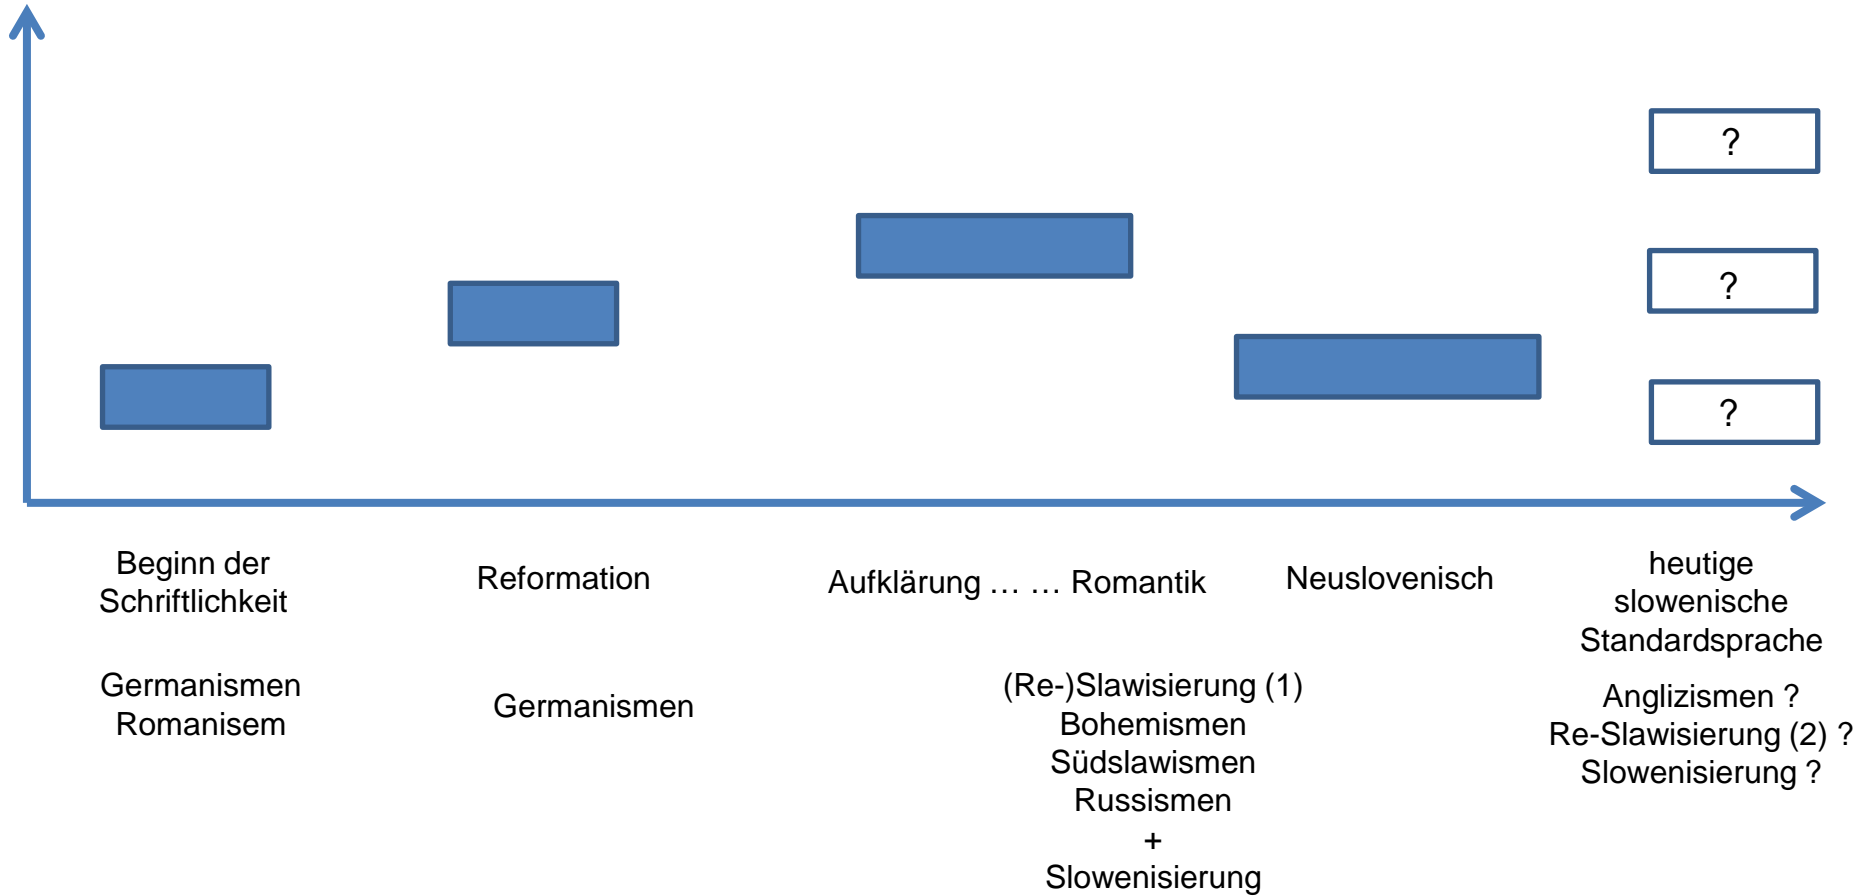 ?
?
?
Beginn der
Schriftlichkeit
Reformation
Aufklärung … … Romantik
Neuslovenisch
heutige
slowenische
Standardsprache
Germanismen
Romanisem
Germanismen
(Re-)Slawisierung (1)
Bohemismen
Südslawismen
Russismen
+
Slowenisierung
Anglizismen ?
Re-Slawisierung (2) ?
Slowenisierung ?